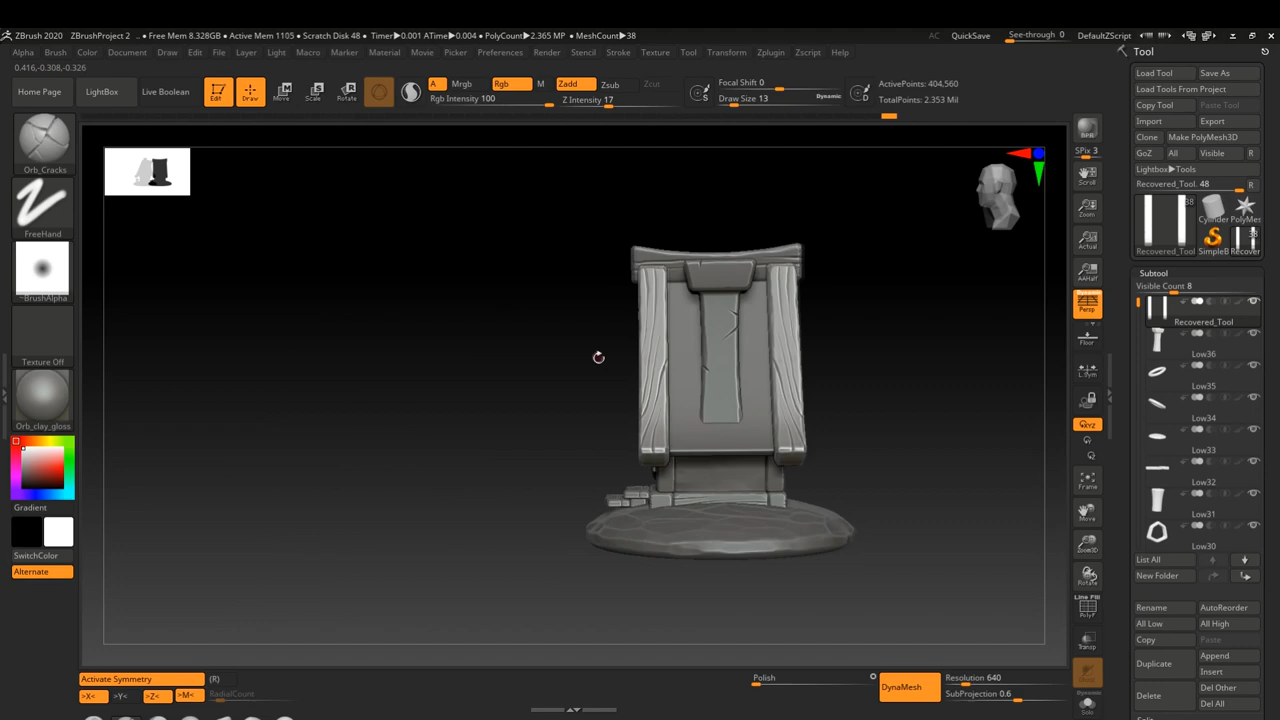 ZBrush 2020 ZBrushProject 2 .. ● Free Mem 8.328GB ● Active Mem 1105 ● Scratch Disk 48 ● Timer▶0.001 ATime▶0.004 ● PolyCount▶2.365 MP ● MeshCount▶38 AC QuickSave See-through 0 DefaultZScript
Alpha Brush Color Document Draw Edit File Layer Light Macro Marker Material Movie Picker Preferences Render Stencil Stroke Texture Tool Transform Zplugin Zscript Help
Tool
0.416,-0.308,-0.326
Home Page LightBox Live Boolean Edit Draw Move Scale Rotate
A Mrgb Rgb M Zadd Zsub Zcut
Rgb Intensity 100 Z Intensity 17
Focal Shift 0
Draw Size 13 Dynamic
S D
ActivePoints: 404,560
TotalPoints: 2.353 Mil
Orb_Cracks
FreeHand
~BrushAlpha
Texture Off
Orb_clay_gloss
Gradient
SwitchColor
Alternate
BPR
SPix 3
Scroll
Zoom
Actual
AAHalf
Dynamic
Persp
Floor
L.Sym
XYZ
Frame
Move
Zoom3D
Rotate
Line Fill
PolyF
Transp
Dynamic
Solo
Load Tool Save As
Load Tools From Project
Copy Tool Paste Tool
Import Export
Clone Make PolyMesh3D
GoZ All Visible R
Lightbox▶Tools
Recovered_Tool. 48 R
38
Cylinder PolyMes
38
Recovered_Tool SimpleB Recover
Subtool
Visible Count 8
Recovered_Tool
Low36
Low35
Low34
Low33
Low32
Low31
Low30
List All
New Folder
Rename AutoReorder
All Low All High
Copy Paste
Duplicate Append
Insert
Delete Del Other
Del All
Activate Symmetry (R)
>X< >Y< >Z< >M< RadialCount
Polish
DynaMesh
Resolution 640
SubProjection 0.6